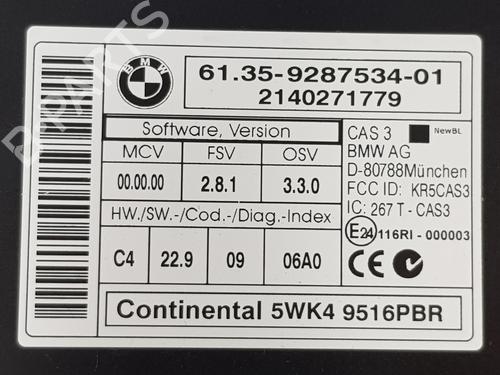 B-PARTS
BMW
61.35-9287534-01
2140271779
Software, Version
MCV FSV OSV
00.00.00 2.8.1 3.3.0
HW./SW.-/Cod.-/Diag.-Index
C4 22.9 09 06A0
CAS 3 NewBL
BMW AG
D-80788München
FCC ID: KR5CAS3
IC: 267 T - CAS3
E24 116RI - 000003
CE
Continental 5WK4 9516PBR